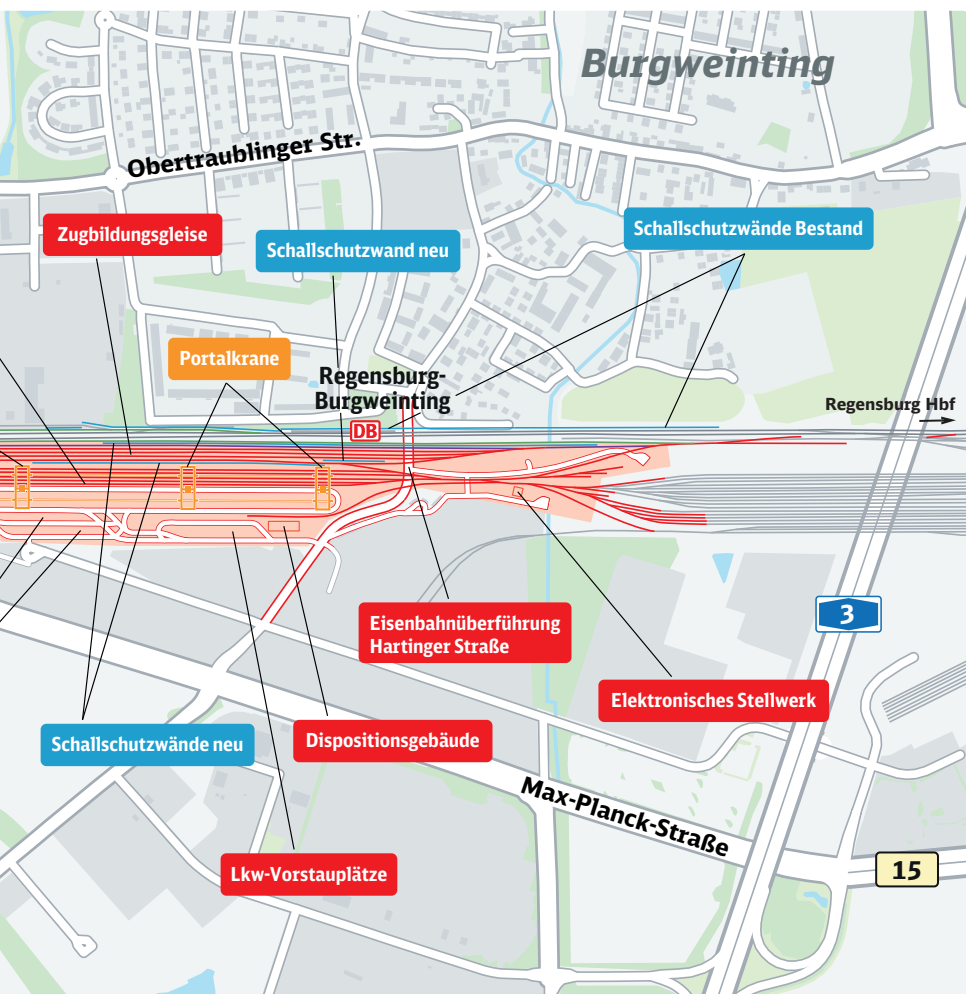 Burgweinting
Obertraublinger Str.
Zugbildungsgleise
Schallschutzwand neu
Schallschutzwände Bestand
Portalkrane
Regensburg-
Burgweinting
DB
Regensburg Hbf
Eisenbahnüberführung
Hartinger Straße
3
Elektronisches Stellwerk
Schallschutzwände neu
Dispositionsgebäude
Max-Planck-Straße
Lkw-Vorstauplätze
15